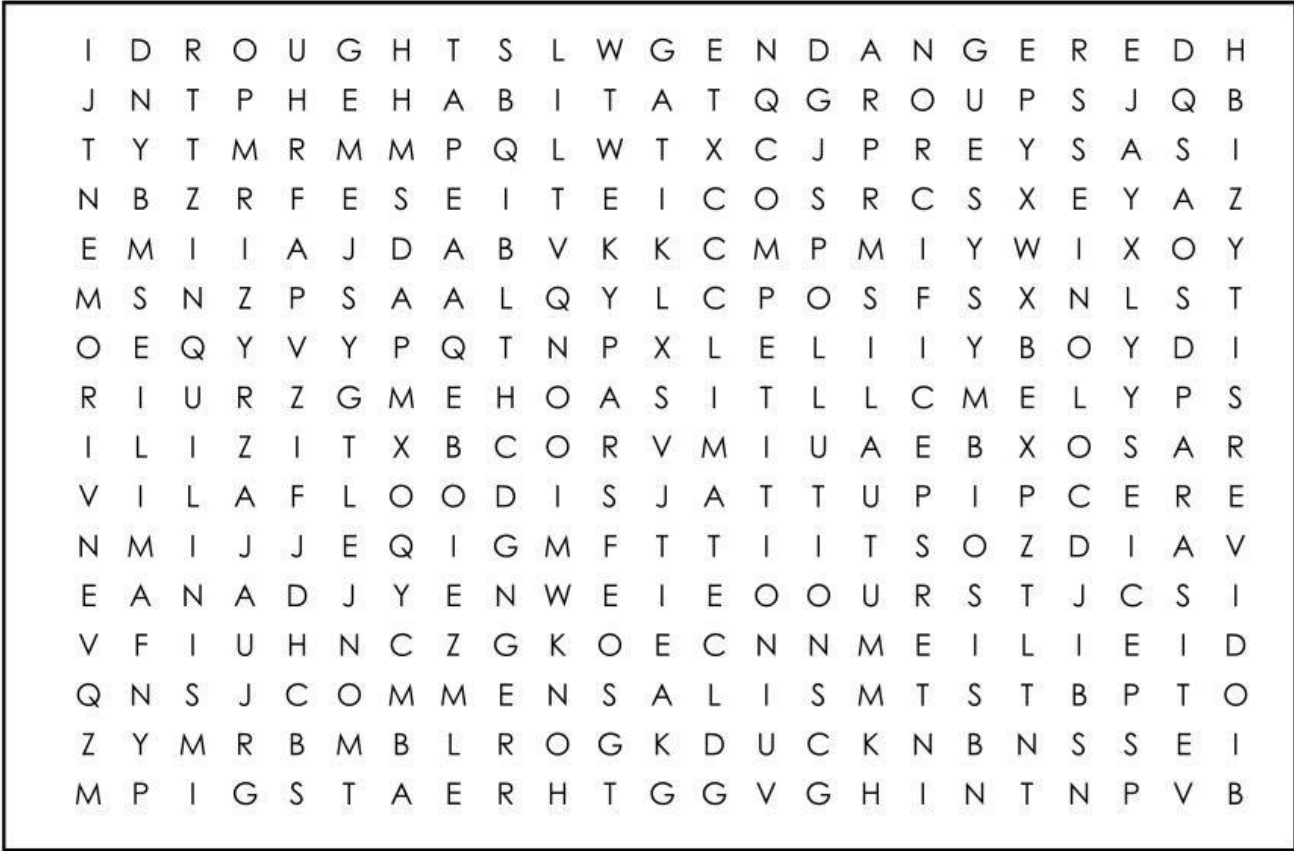 I D R O U G H T S L W G E N D A N G E R E D H
J N T P H E H A B I T A T Q G R O U P S J Q B
T Y T M R M M P Q L W T X C J P R E Y S A S I
N B Z R F E S E I T E I C O S R C S X E Y A Z
E M I I A J D A B V K K C M P M I Y W I X O Y
M S N Z P S A A L Q Y L C P O S F S X N L S T
O E Q Y V Y P Q T N P X L E L I I Y B O Y D I
R I U R Z G M E H O A S I T L L C M E L Y P S
I L I Z I T X B C O R V M I U A E B X O S A R
V I L A F L O O D I S J A T T U P I P C E R E
N M I J J E Q I G M F T T I I T S O Z D I A V
E A N A D J Y E N W E I E O O U R S T J C S I
V F I U H N C Z G K O E C N N M E I L I E I D
Q N S J C O M M E N S A L I S M T S T B P T O
Z Y M R B M B L R O G K D U C K N B N S S E I
M P I G S T A E R H T G G V G H I N T N P V B